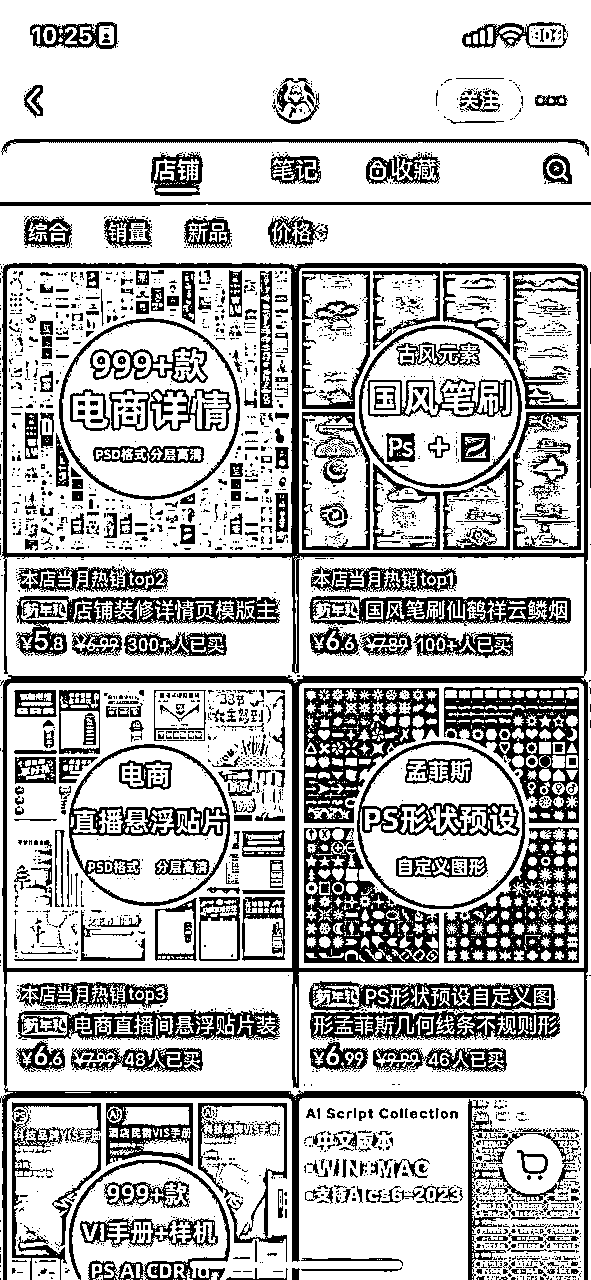 10:25
关注
店铺 笔记 收藏
综合 销量 新品 价格
999+款
电商详情
PSD格式 分层高清
古风元素
国风笔刷
Ps +
本店当月热销top2
新年礼 店铺装修详情页模版主
¥5.8 ¥6.99 300+人已买
本店当月热销top1
新年礼 国风笔刷仙鹤祥云鳞烟
¥6.6 ¥7.99 100+人已买
电商
直播悬浮贴片
PSD格式 分层高清
孟菲斯
PS形状预设
自定义图形
本店当月热销top3
新年礼 电商直播间悬浮贴片装
¥6.6 ¥7.99 48人已买
新年礼 PS形状预设自定义图
形孟菲斯几何线条不规则形
¥6.99 ¥9.99 46人已买
999+款
VI手册+样机
PS AI CDR Id
AI Script Collection
中文版本
WIN+MAC
支持AIcs6-2023